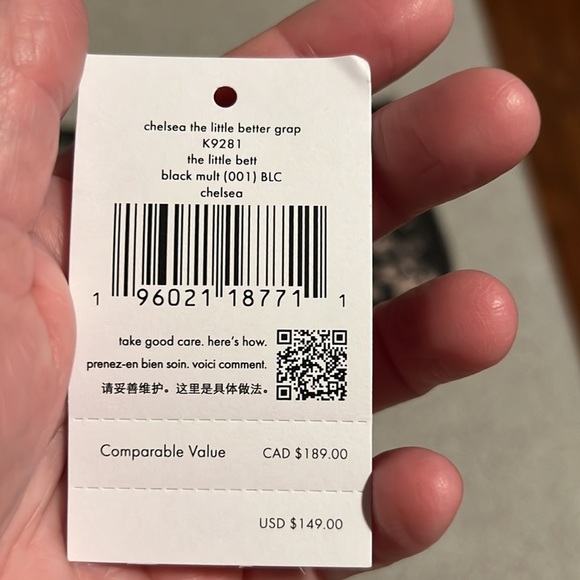 chelsea the little better grap
K9281
the little bett
black mult (001) BLC
chelsea
1 96021 18771 1
take good care. here's how.
prenez-en bien soin. voici comment.
请妥善维护。这里是具体做法。
Comparable Value CAD $189.00
USD $149.00